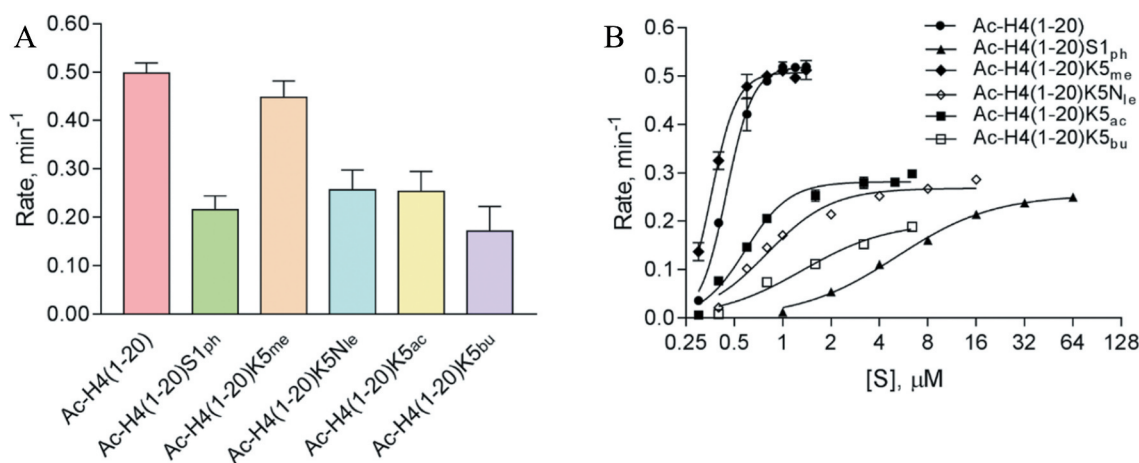 A
Rate, min⁻¹
0.60
0.50
0.40
0.30
0.20
0.10
0.00
Ac-H4(1-20)
Ac-H4(1-20)S1ph
Ac-H4(1-20)K5me
Ac-H4(1-20)K5Nle
Ac-H4(1-20)K5ac
Ac-H4(1-20)K5bu
B
Rate, min⁻¹
0.6
0.5
0.4
0.3
0.2
0.1
0.0
0.25 0.5 1 2 4 8 16 32 64 128
[S], μM
Ac-H4(1-20)
Ac-H4(1-20)S1ph
Ac-H4(1-20)K5me
Ac-H4(1-20)K5Nle
Ac-H4(1-20)K5ac
Ac-H4(1-20)K5bu